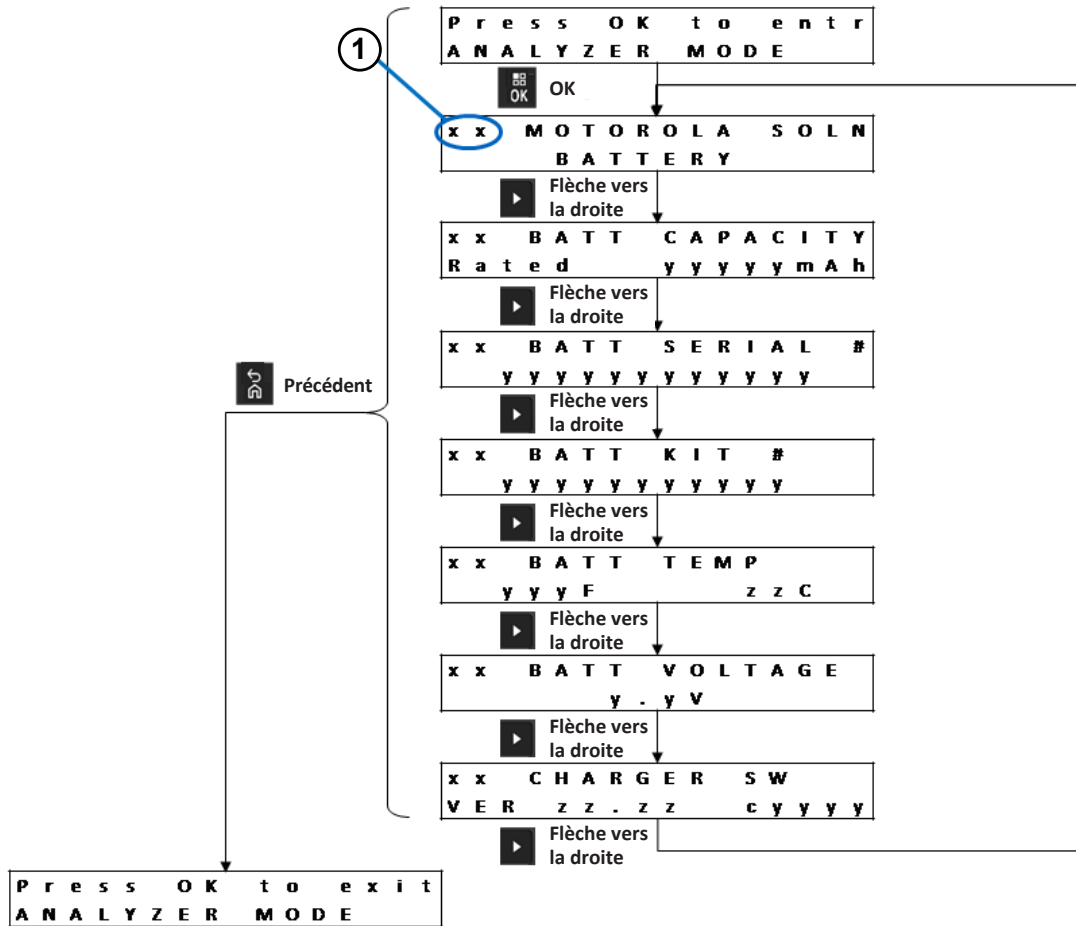 Press OK to entr
ANALYZER MODE
1
OK
OK
xx MOTOROLA SOLN
BATTERY
Flèche vers
la droite
xx BATT CAPACITY
Rated yyyyymAh
Flèche vers
la droite
xx BATT SERIAL #
yyyyyyyyyyyy
Précédent
Flèche vers
la droite
xx BATT KIT #
yyyyyyyyyyy
Flèche vers
la droite
xx BATT TEMP
yyyF zzC
Flèche vers
la droite
xx BATT VOLTAGE
y.yV
Flèche vers
la droite
xx CHARGER SW
VER zz.zz cyyyy
Flèche vers
la droite
Press OK to exit
ANALYZER MODE